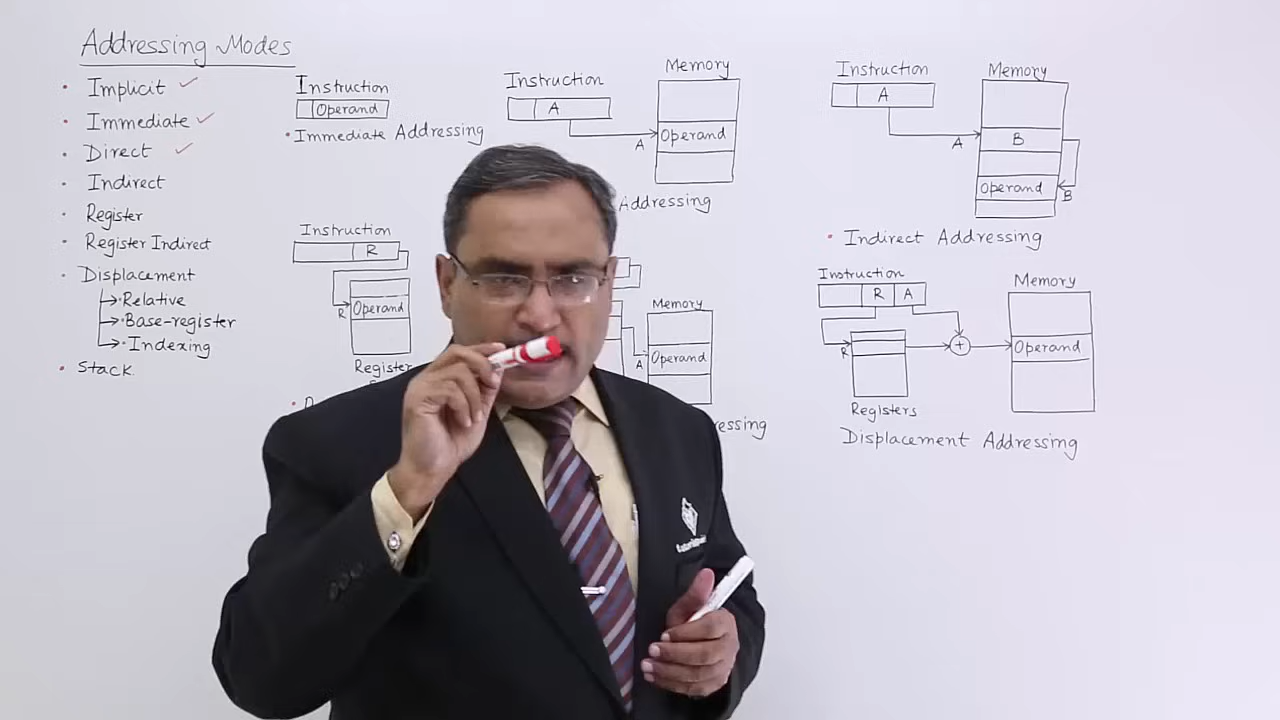 Addressing Modes
• Implicit ✓
• Immediate ✓
• Direct ✓
• Indirect
• Register
• Register Indirect
• Displacement
• Relative
• Base-register
• Indexing
• Stack
Instruction
Operand
• Immediate Addressing
Instruction
A
A
Memory
Operand
Addressing
Instruction
A
A
Memory
B
Operand
B
• Indirect Addressing
Instruction
R
R
Operand
Register
Memory
A
Operand
Instruction
R A
R
Registers
+
Memory
Operand
Displacement Addressing